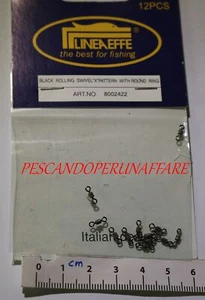 12PCS
LINEAEFFE
the best for fishing
BLACK ROLLING SWIVEL"X"PATTERN WITH ROUND RING
ART.NO 8002422
PESCANDOPERUNAFFARE
Italian
0 cm 1 2 3 4 5 6